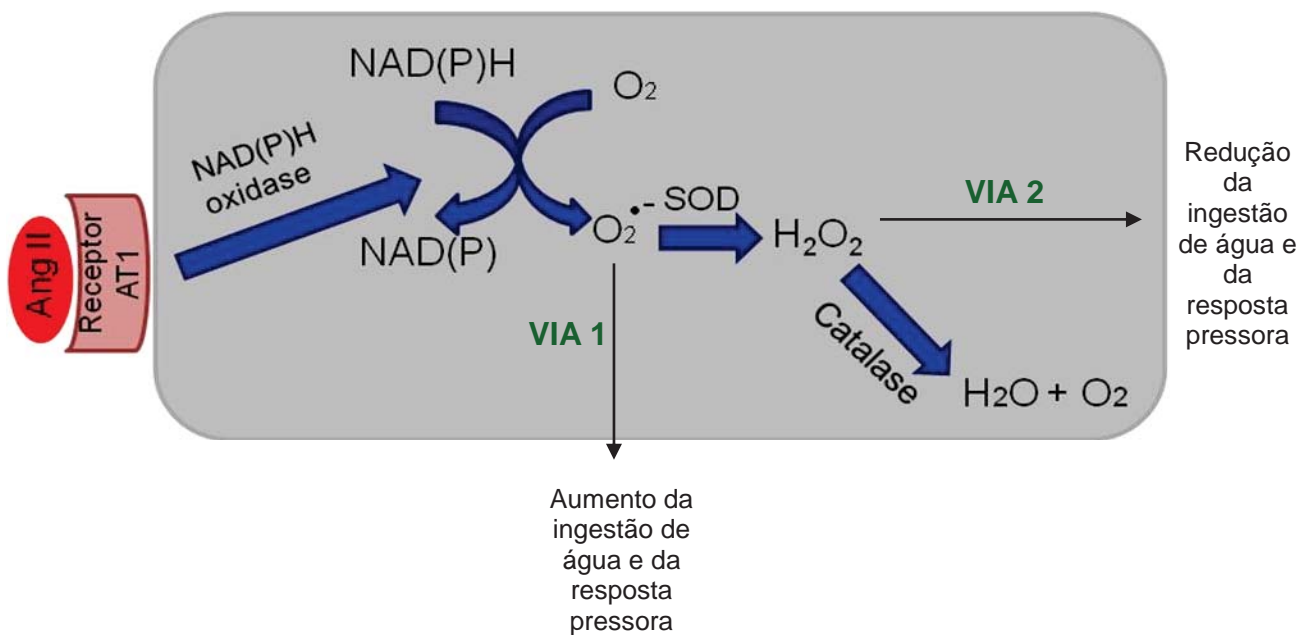 NAD(P)H
O2
NAD(P)H
oxidase
NAD(P)
O2•-
SOD
H2O2
VIA 2
Redução
da
ingestão
de água e
da
resposta
pressora
Ang II
Receptor
AT1
VIA 1
Catalase
H2O + O2
Aumento da
ingestão de
água e da
resposta
pressora